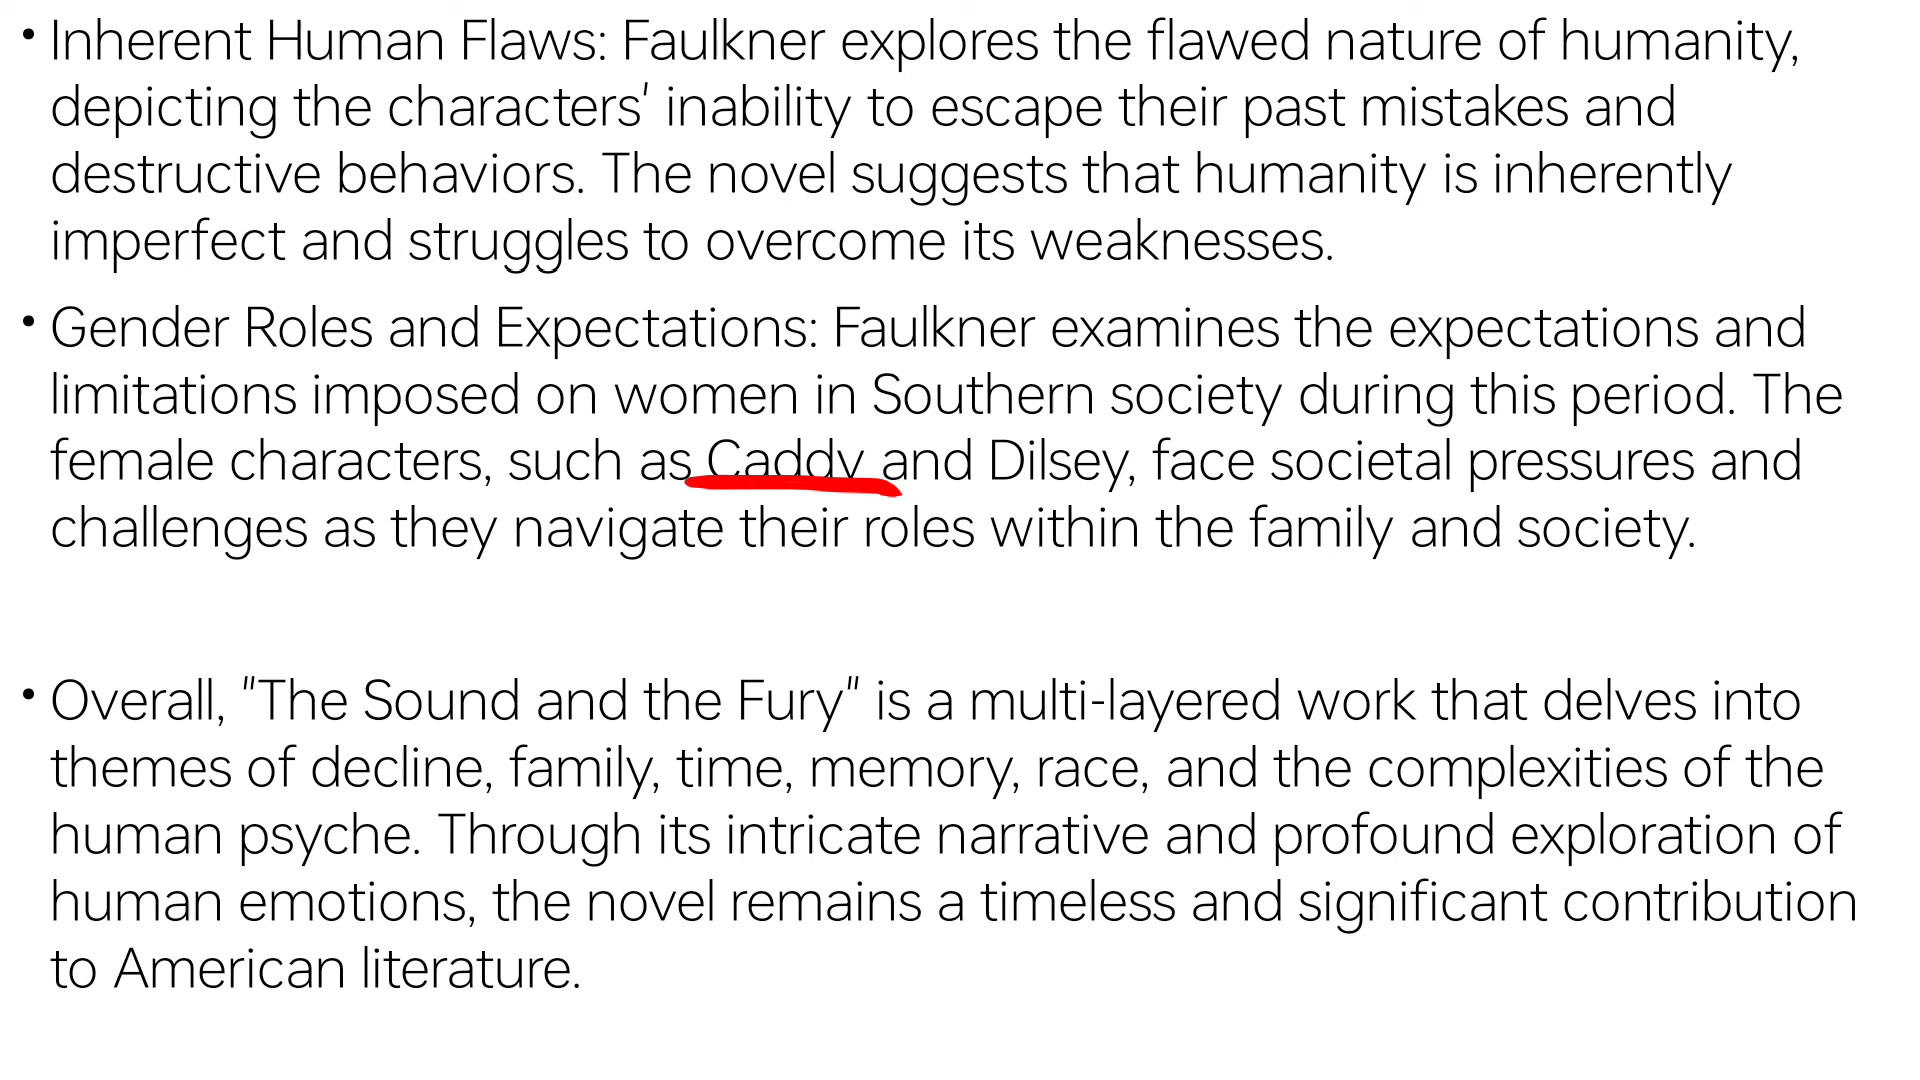 • Inherent Human Flaws: Faulkner explores the flawed nature of humanity,
depicting the characters' inability to escape their past mistakes and
destructive behaviors. The novel suggests that humanity is inherently
imperfect and struggles to overcome its weaknesses.
• Gender Roles and Expectations: Faulkner examines the expectations and
limitations imposed on women in Southern society during this period. The
female characters, such as Caddy and Dilsey, face societal pressures and
challenges as they navigate their roles within the family and society.
• Overall, "The Sound and the Fury" is a multi-layered work that delves into
themes of decline, family, time, memory, race, and the complexities of the
human psyche. Through its intricate narrative and profound exploration of
human emotions, the novel remains a timeless and significant contribution
to American literature.